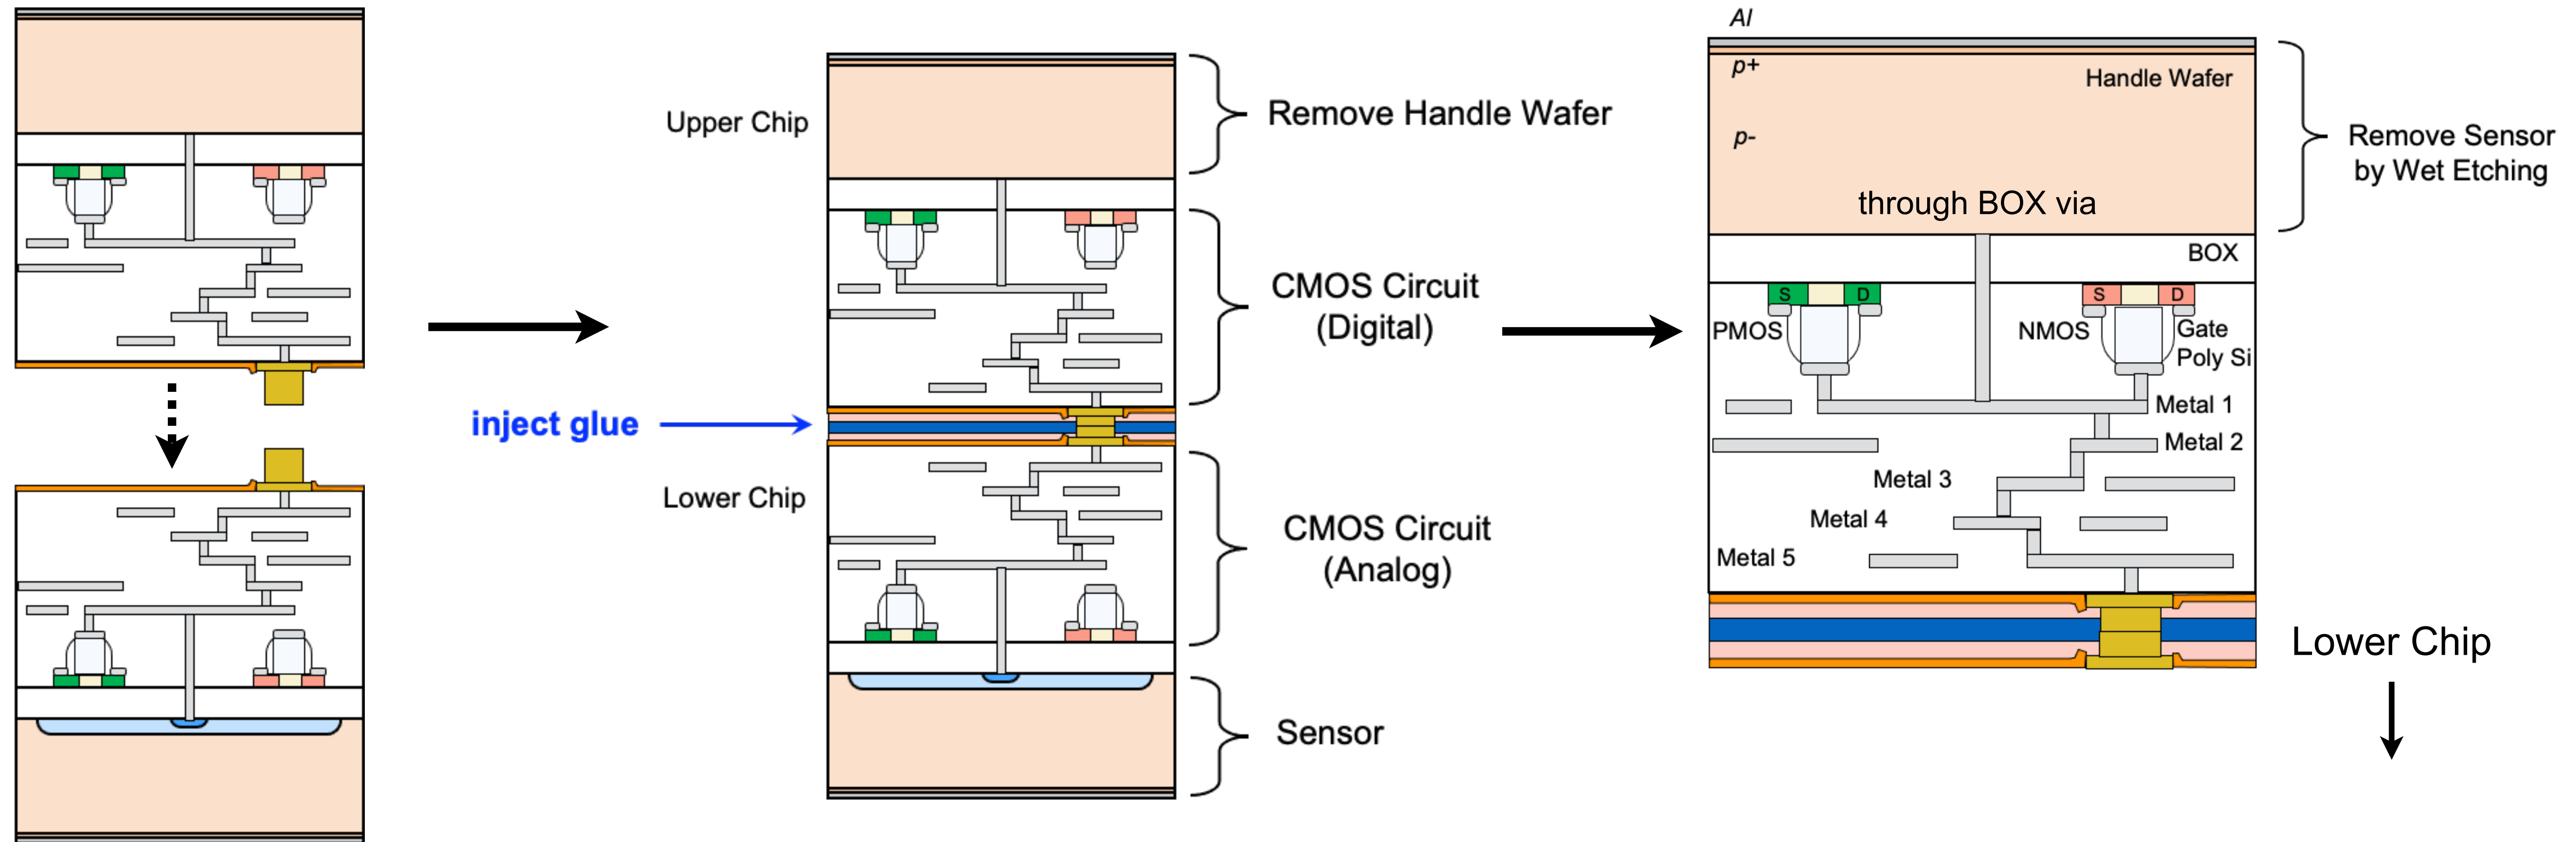 Upper Chip
Remove Handle Wafer
CMOS Circuit
(Digital)
inject glue
Lower Chip
CMOS Circuit
(Analog)
Sensor
Al
p+
Handle Wafer
p-
Remove Sensor
by Wet Etching
through BOX via
BOX
S
D
S
D
PMOS
NMOS
Gate
Poly Si
Metal 1
Metal 2
Metal 3
Metal 4
Metal 5
Lower Chip